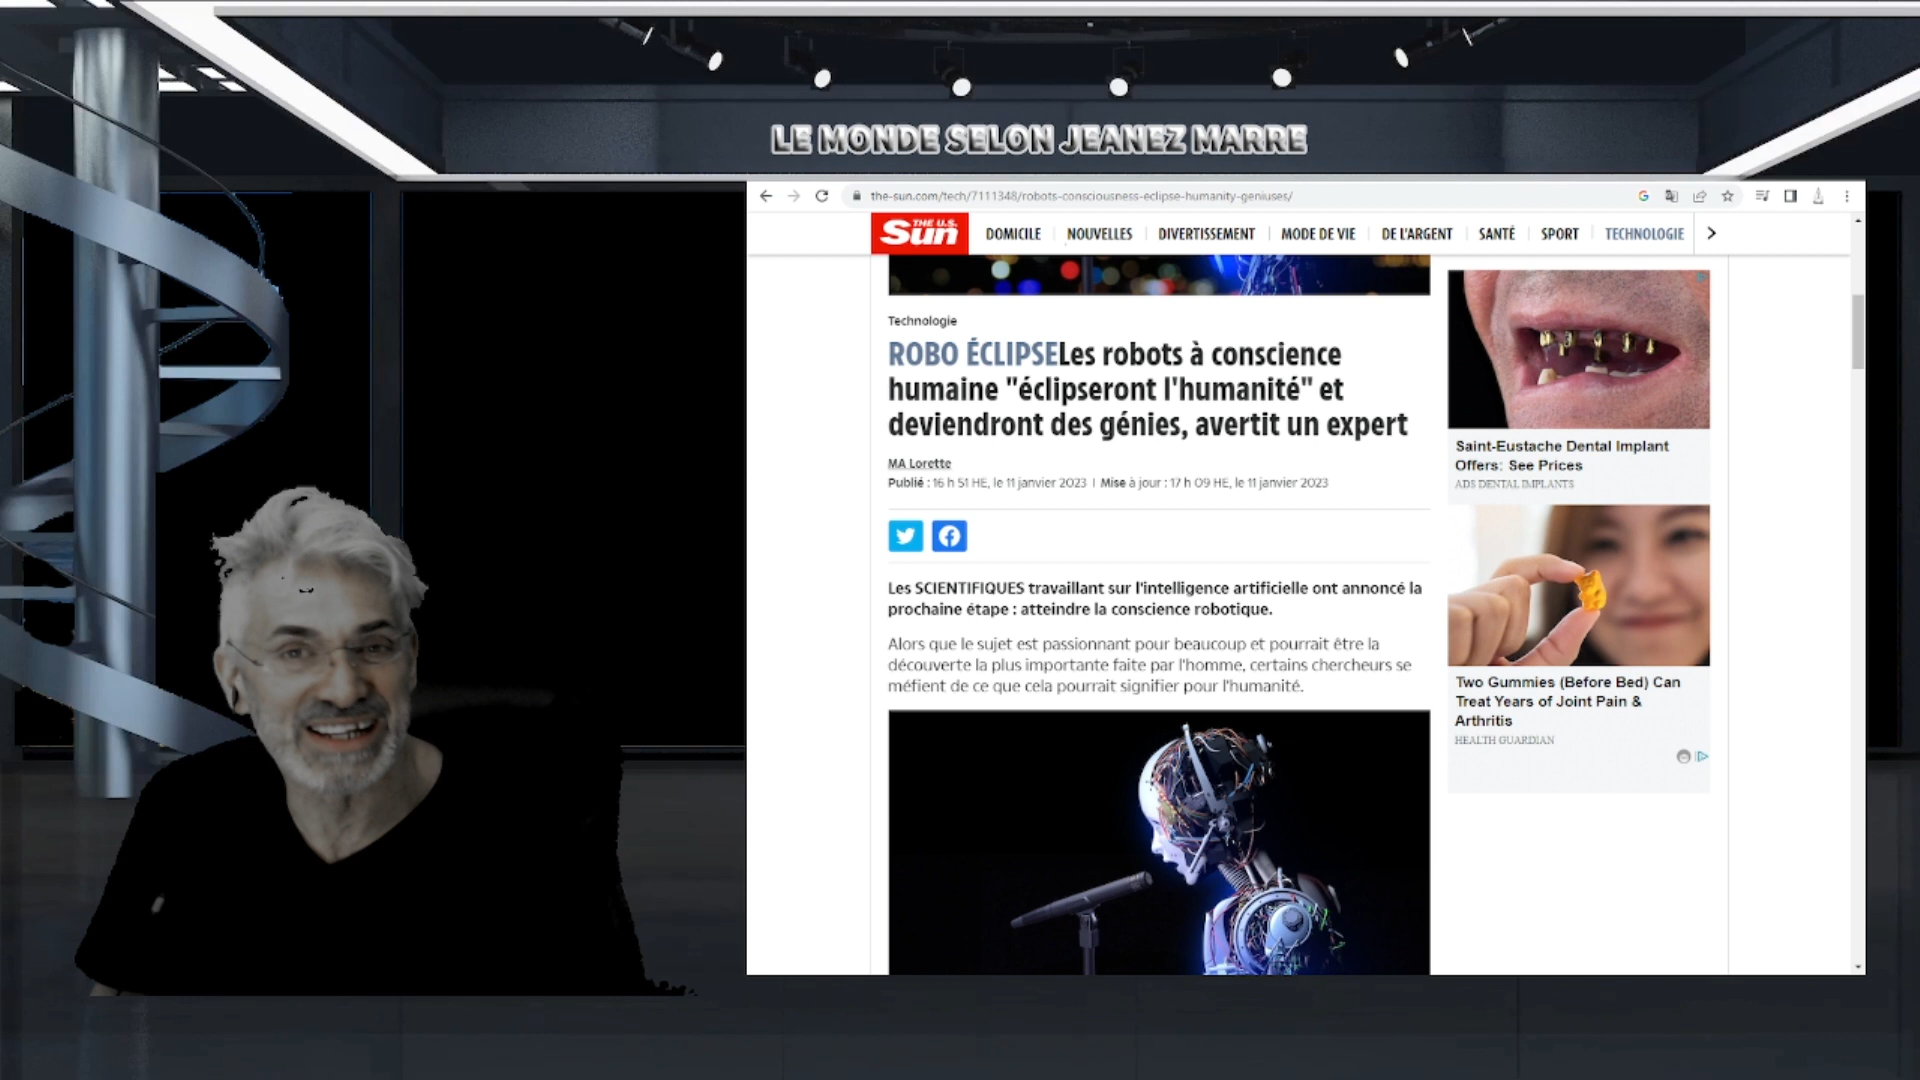 LE MONDE SELON JEANEZ MARRE
the-sun.com/tech/7111348/robots-consciousness-eclipse-humanity-geniuses/
THE U.S. Sun
DOMICILE NOUVELLES DIVERTISSEMENT MODE DE VIE DE L'ARGENT SANTÉ SPORT TECHNOLOGIE
Technologie
ROBO ÉCLIPSELes robots à conscience
humaine "éclipseront l'humanité" et
deviendront des génies, avertit un expert
MA Lorette
Publié : 16 h 51 HE, le 11 janvier 2023 | Mise à jour : 17 h 09 HE, le 11 janvier 2023
Les SCIENTIFIQUES travaillant sur l'intelligence artificielle ont annoncé la
prochaine étape : atteindre la conscience robotique.
Alors que le sujet est passionnant pour beaucoup et pourrait être la
découverte la plus importante faite par l'homme, certains chercheurs se
méfient de ce que cela pourrait signifier pour l'humanité.
Saint-Eustache Dental Implant
Offers: See Prices
ADS DENTAL IMPLANTS
Two Gummies (Before Bed) Can
Treat Years of Joint Pain &
Arthritis
HEALTH GUARDIAN